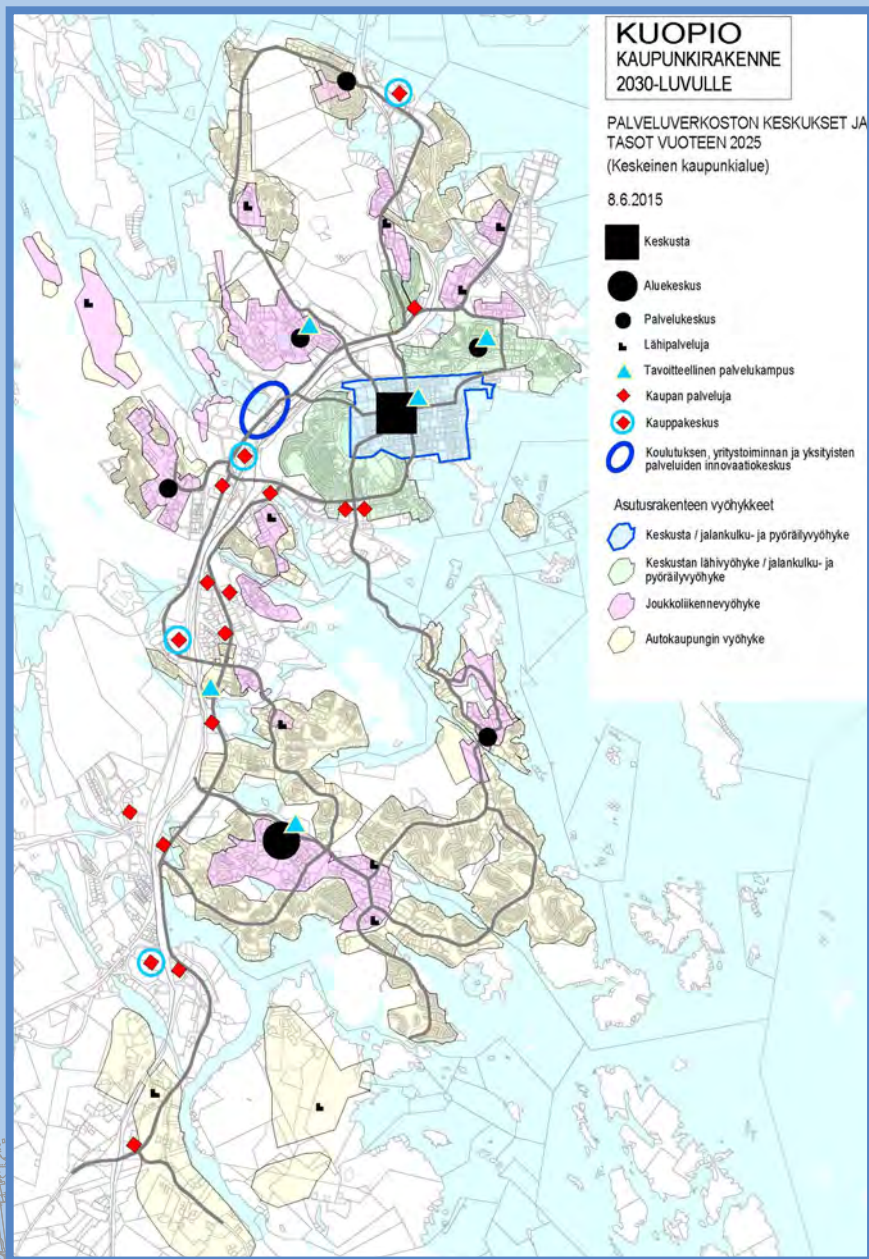 KUOPIO
KAUPUNKIRAKENNE
2030-LUVULLE
PALVELUVERKOSTON KESKUKSET JA
TASOT VUOTEEN 2025
(Keskeinen kaupunkialue)
8.6.2015
Keskusta
Aluekeskus
Palvelukeskus
Lähipalveluja
Tavoitteellinen palvelukampus
Kaupan palveluja
Kauppakeskus
Koulutuksen, yritystoiminnan ja yksityisten
palveluiden innovaatiokeskus
Asutusrakenteen vyöhykkeet
Keskusta / jalankulku- ja pyöräilyvyöhyke
Keskustan lähivyöhyke / jalankulku- ja
pyöräilyvyöhyke
Joukkoliikennevyöhyke
Autokaupungin vyöhyke